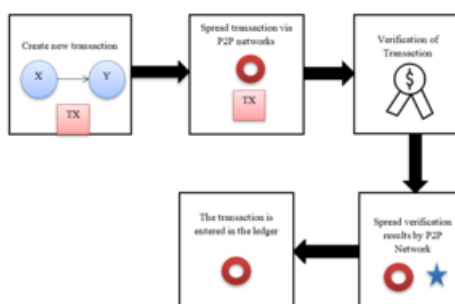 Create new transaction
X
Y
TX
Spread transaction via
P2P networks
TX
Verification of
Transaction
$
Spread verification
results by P2P
Network
The transaction is
entered in the ledger